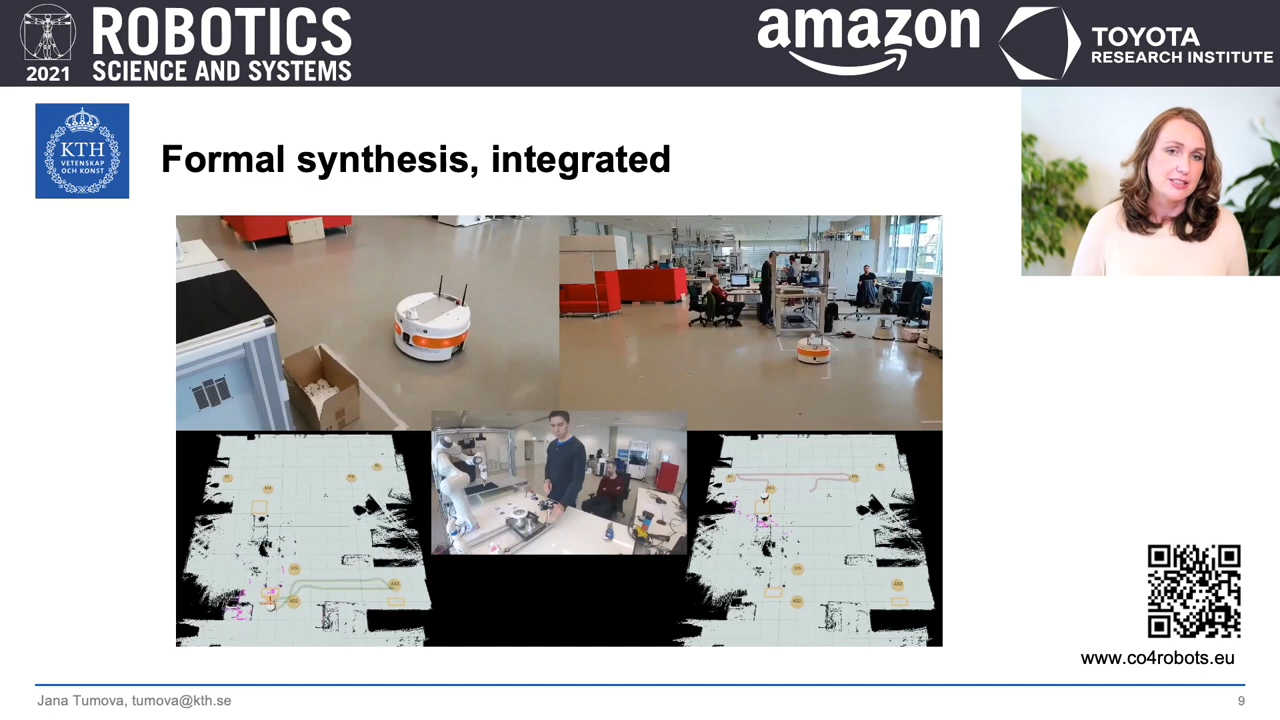 ROBOTICS
SCIENCE AND SYSTEMS
2021
amazon
TOYOTA
RESEARCH INSTITUTE
KTH
VETENSKAP
OCH KONST
Formal synthesis, integrated
www.co4robots.eu
Jana Tumova, tumova@kth.se
9